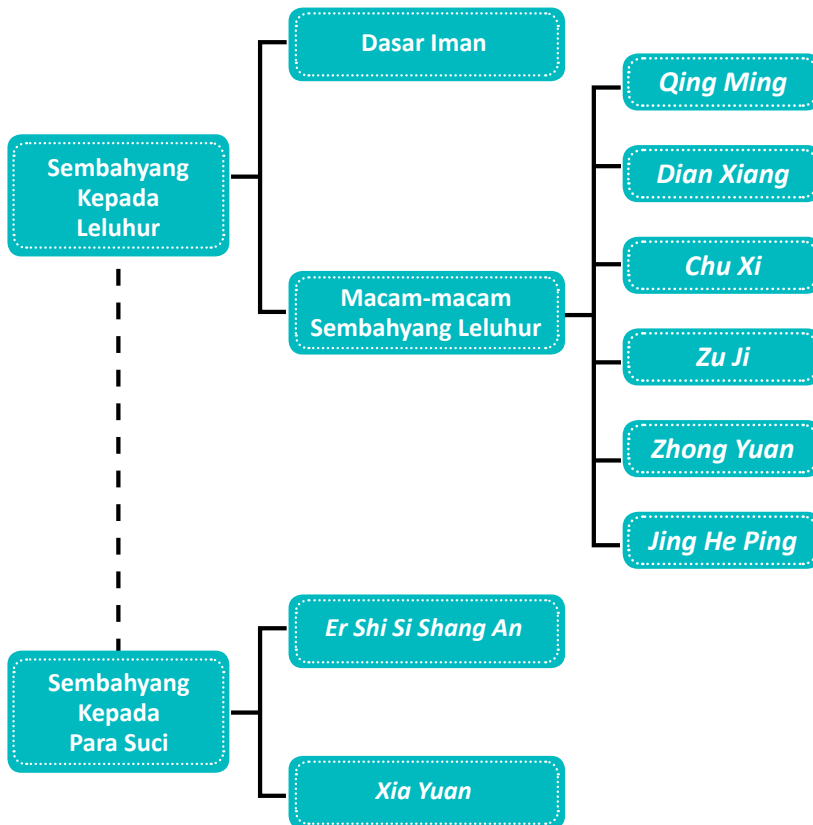 Sembahyang
Kepada
Leluhur
Dasar Iman
Macam-macam
Sembahyang Leluhur
Qing Ming
Dian Xiang
Chu Xi
Zu Ji
Zhong Yuan
Jing He Ping
Sembahyang
Kepada
Para Suci
Er Shi Si Shang An
Xia Yuan